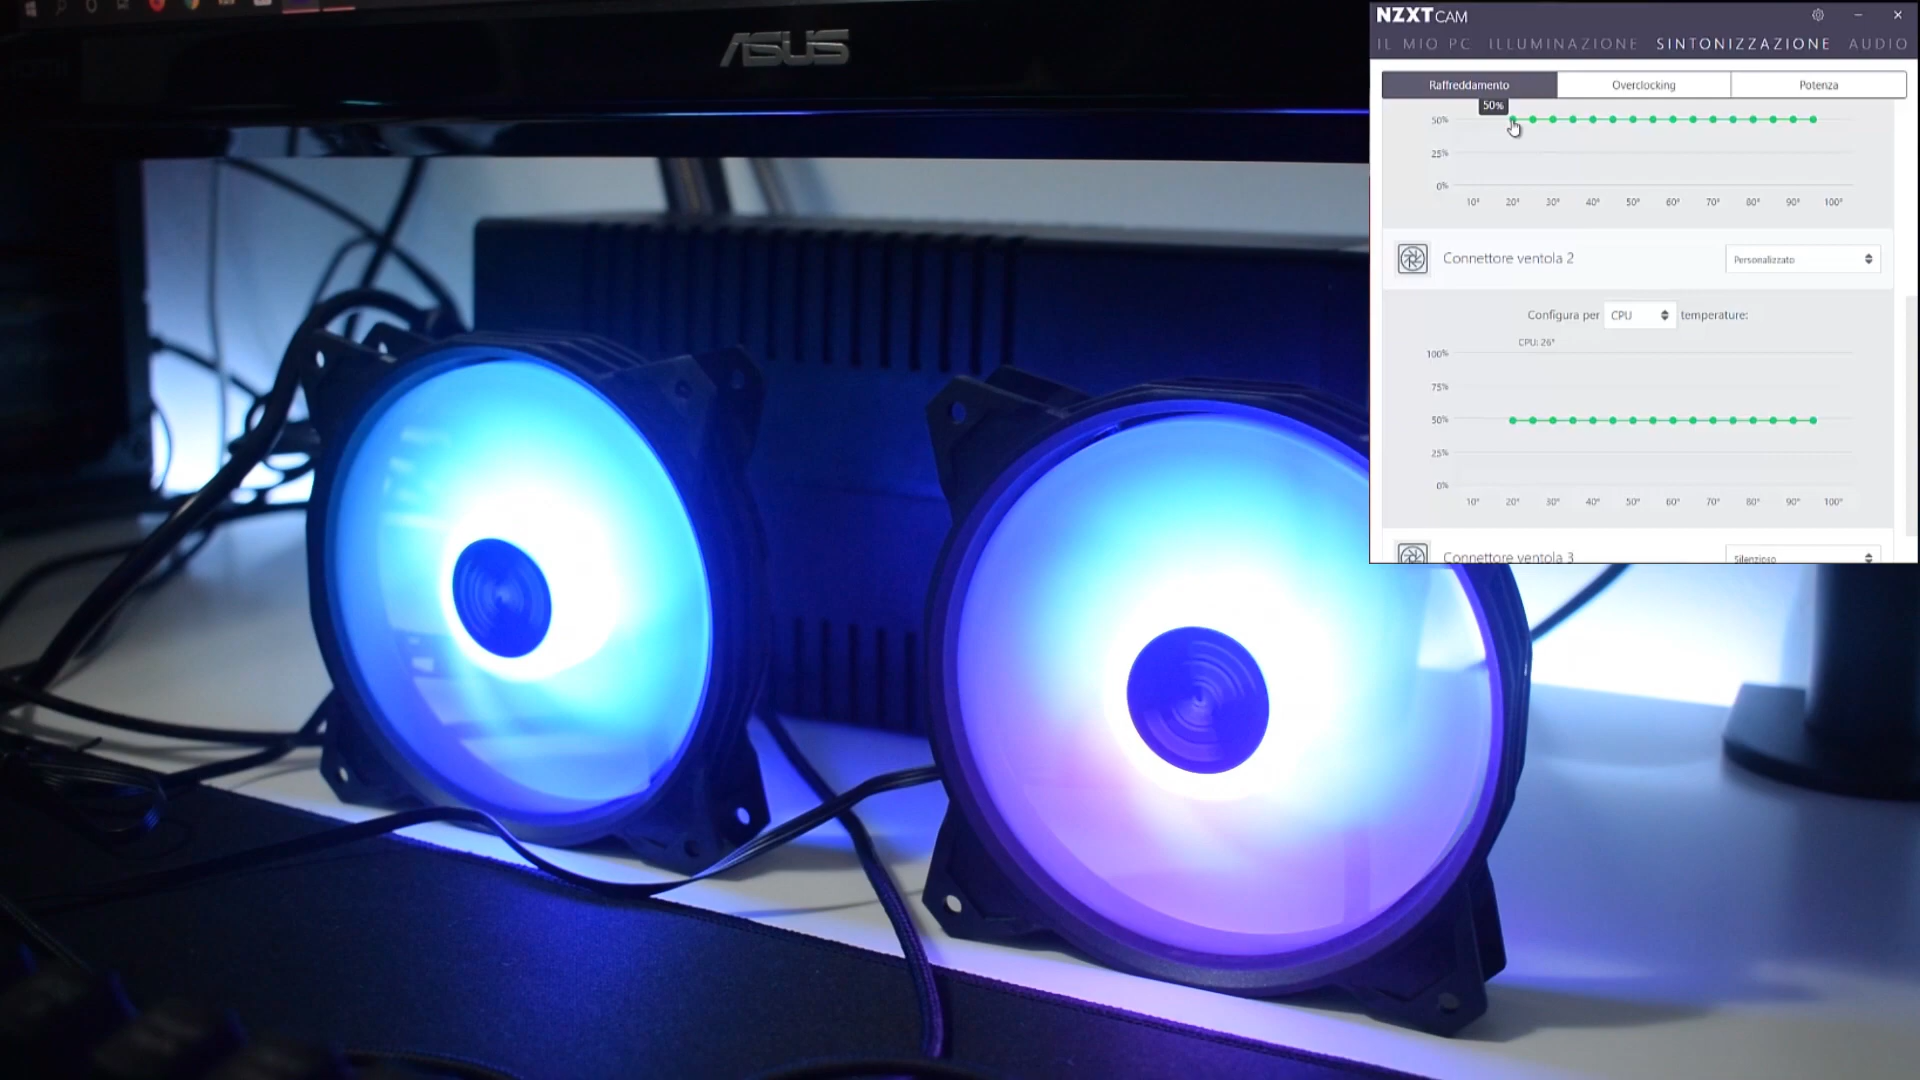 ASUS
NZXT CAM
IL MIO PC ILLUMINAZIONE SINTONIZZAZIONE AUDIO
Raffreddamento Overclocking Potenza
50%
50%
25%
0%
10° 20° 30° 40° 50° 60° 70° 80° 90° 100°
Connettore ventola 2 Personalizzato
Configura per CPU temperature:
CPU: 26°
100%
75%
50%
25%
0%
10° 20° 30° 40° 50° 60° 70° 80° 90° 100°
Connettore ventola 3 Silenzioso